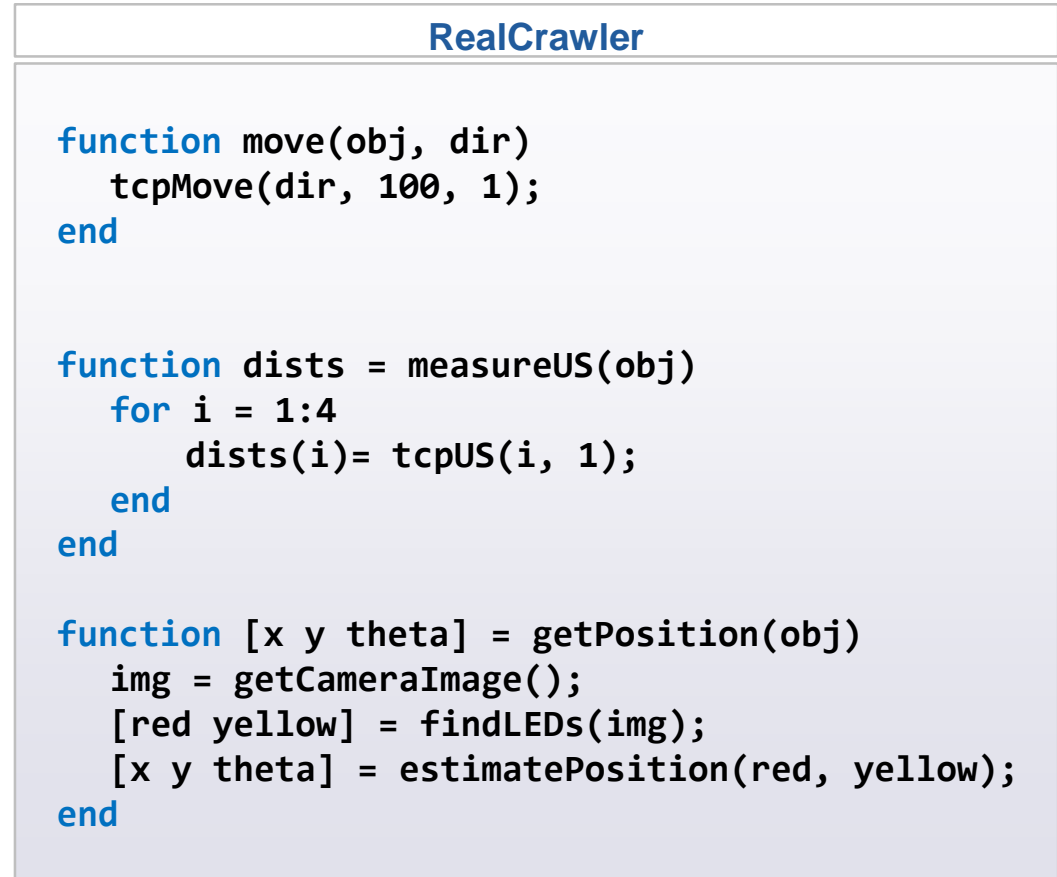 RealCrawler
function move(obj, dir)
tcpMove(dir, 100, 1);
end
function dists = measureUS(obj)
for i = 1:4
dists(i)= tcpUS(i, 1);
end
end
function [x y theta] = getPosition(obj)
img = getCameraImage();
[red yellow] = findLEDs(img);
[x y theta] = estimatePosition(red, yellow);
end